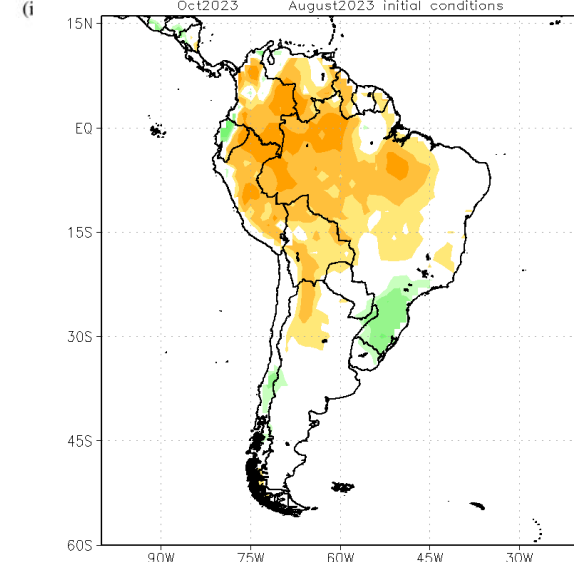 (i
Oct2023 August2023 initial conditions
15N
EQ
15S
30S
45S
60S
90W 75W 60W 45W 30W